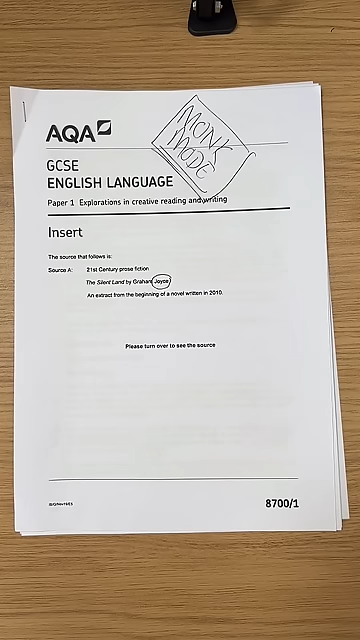 AQA
MONK
MODE
GCSE
ENGLISH LANGUAGE
Paper 1 Explorations in creative reading and writing
Insert
The source that follows is:
Source A: 21st Century prose fiction
The Silent Land by Graham Joyce
An extract from the beginning of a novel written in 2010.
Please turn over to see the source
8700/1